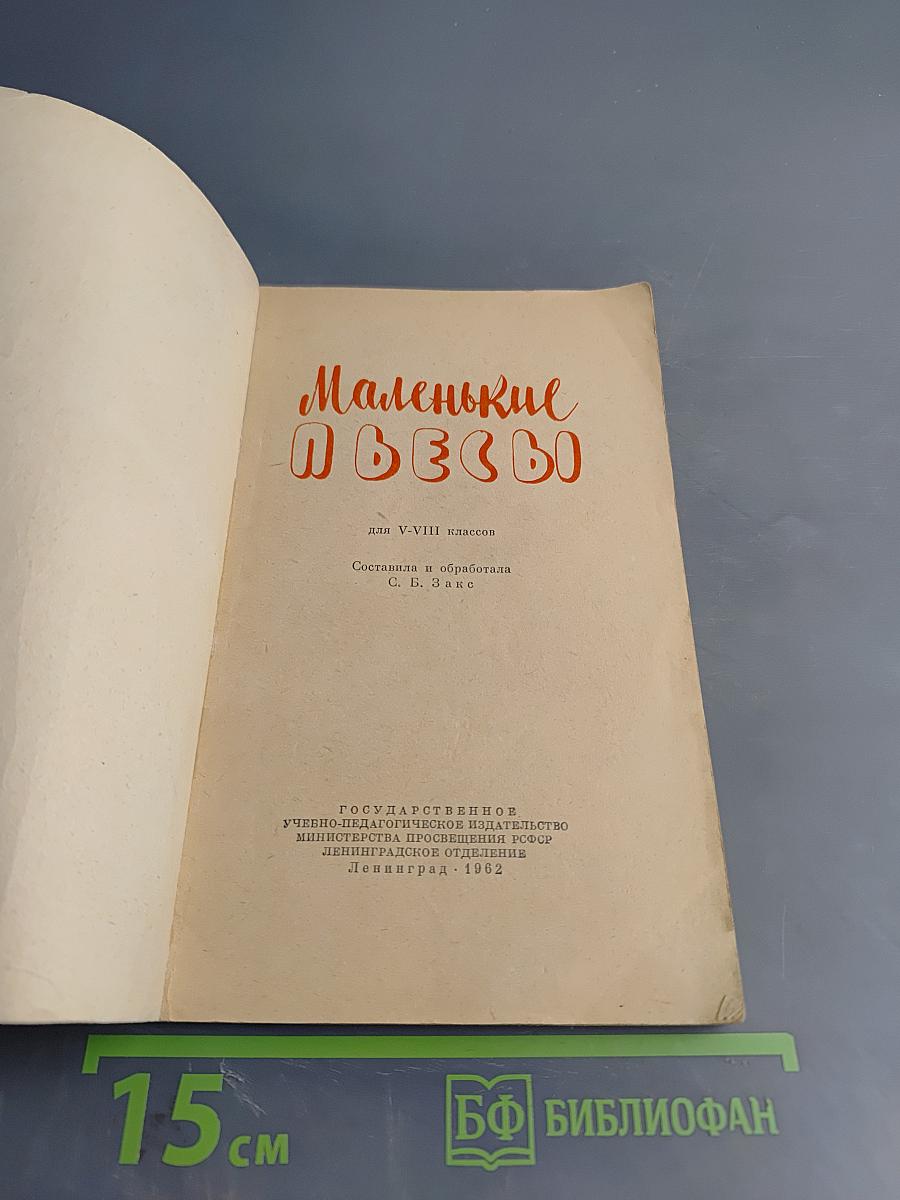 Маленькие
ПЬЕСЫ
для V-VIII классов
Составила и обработала
С. Б. Закс
ГОСУДАРСТВЕННОЕ
УЧЕБНО-ПЕДАГОГИЧЕСКОЕ ИЗДАТЕЛЬСТВО
МИНИСТЕРСТВА ПРОСВЕЩЕНИЯ РСФСР
ЛЕНИНГРАДСКОЕ ОТДЕЛЕНИЕ
Ленинград · 1962
15 см
БФ БИБЛИОФАН